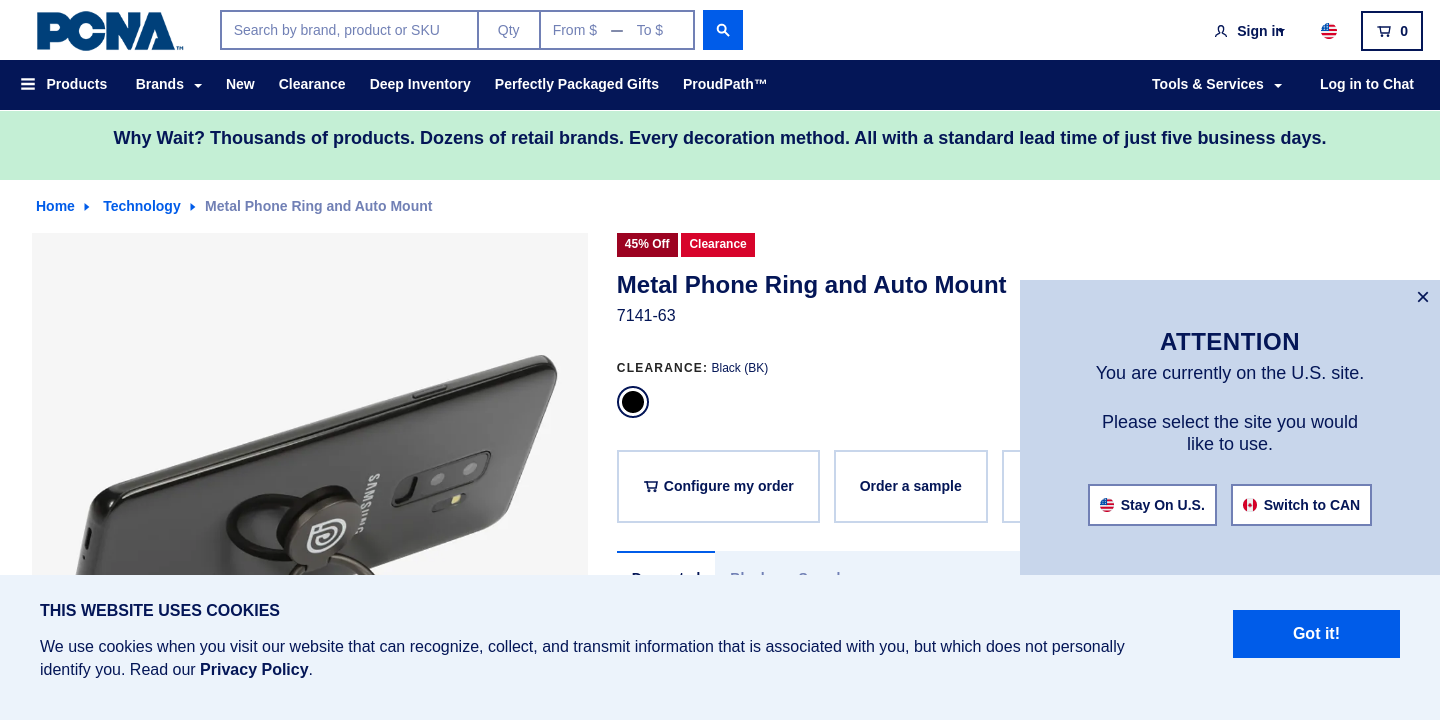 PCNA™
Search by brand, product or SKU
Qty
From $ — To $
Sign in
0
Products
Brands
New
Clearance
Deep Inventory
Perfectly Packaged Gifts
ProudPath™
Tools & Services
Log in to Chat
Why Wait? Thousands of products. Dozens of retail brands. Every decoration method. All with a standard lead time of just five business days.
Home
Technology
Metal Phone Ring and Auto Mount
45% Off
Clearance
Metal Phone Ring and Auto Mount
7141-63
CLEARANCE: Black (BK)
Configure my order
Order a sample
SAMSUNG
ATTENTION
You are currently on the U.S. site.
Please select the site you would
like to use.
Stay On U.S.
Switch to CAN
THIS WEBSITE USES COOKIES
We use cookies when you visit our website that can recognize, collect, and transmit information that is associated with you, but which does not personally
identify you. Read our Privacy Policy.
Got it!